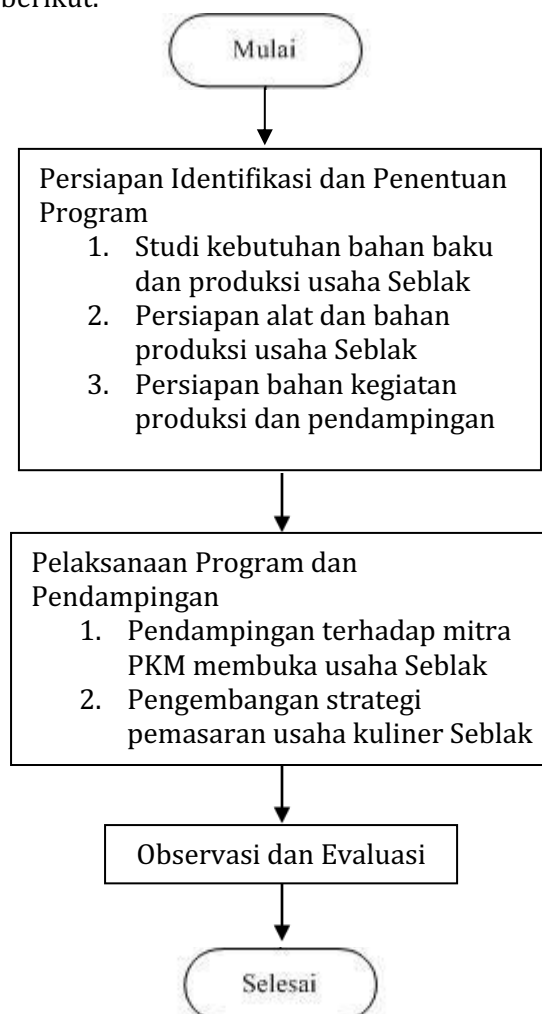 berikut.
Mulai
Persiapan Identifikasi dan Penentuan
Program
1. Studi kebutuhan bahan baku
dan produksi usaha Seblak
2. Persiapan alat dan bahan
produksi usaha Seblak
3. Persiapan bahan kegiatan
produksi dan pendampingan
Pelaksanaan Program dan
Pendampingan
1. Pendampingan terhadap mitra
PKM membuka usaha Seblak
2. Pengembangan strategi
pemasaran usaha kuliner Seblak
Observasi dan Evaluasi
Selesai